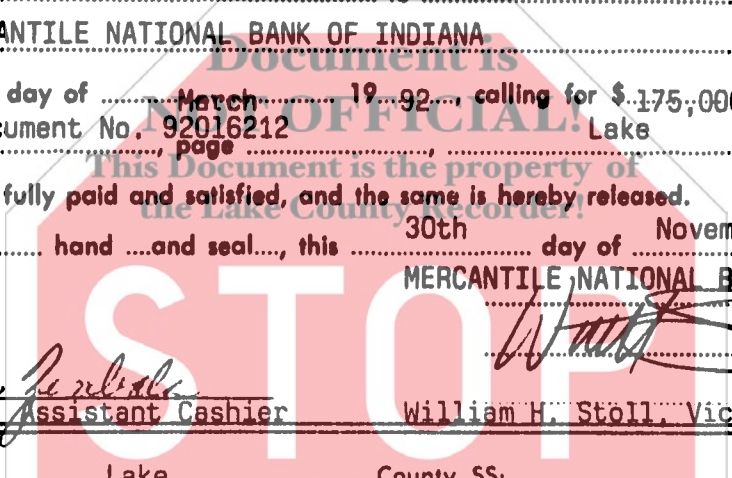 ANTILE NATIONAL BANK OF INDIANA
Document is
day of March 19 92, calling for $ 175,000
NOT OFFICIAL!
cument No. 92016212 Lake
, page ,
This Document is the property of
fully paid and satisfied, and the same is hereby released.
the Lake County Recorder!
hand ....and seal...., this 30th day of Novem
MERCANTILE NATIONAL B
STOP
Assistant Cashier William H. Stoll, Vic
Lake County SS: